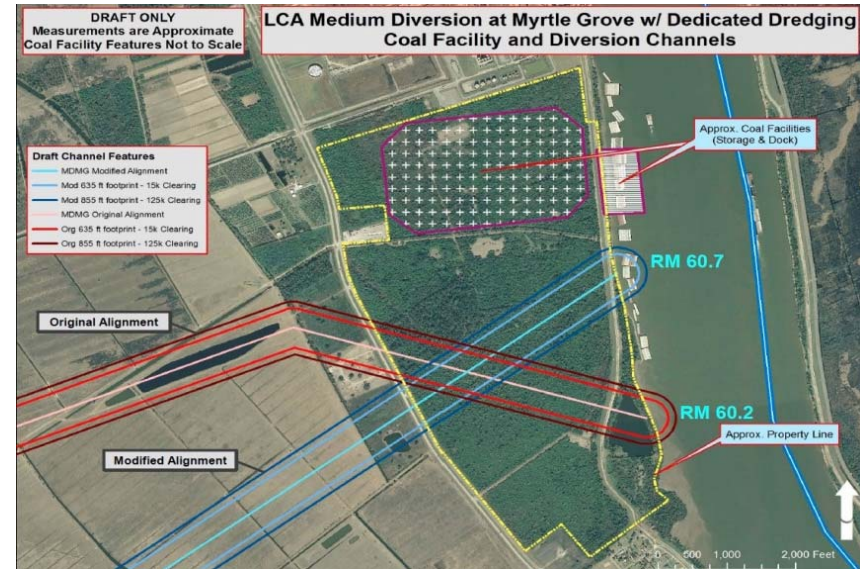 DRAFT ONLY
Measurements are Approximate
Coal Facility Features Not to Scale
LCA Medium Diversion at Myrtle Grove w/ Dedicated Dredging
Coal Facility and Diversion Channels
Approx. Coal Facilities
(Storage & Dock)
Draft Channel Features
MDMG Modified Alignment
Mod 635 ft footprint - 15k Clearing
Mod 855 ft footprint - 125k Clearing
MDMG Original Alignment
Org 635 ft footprint - 15k Clearing
Org 855 ft footprint - 125k Clearing
RM 60.7
Original Alignment
RM 60.2
Approx. Property Line
Modified Alignment
0 500 1,000 2,000 Feet